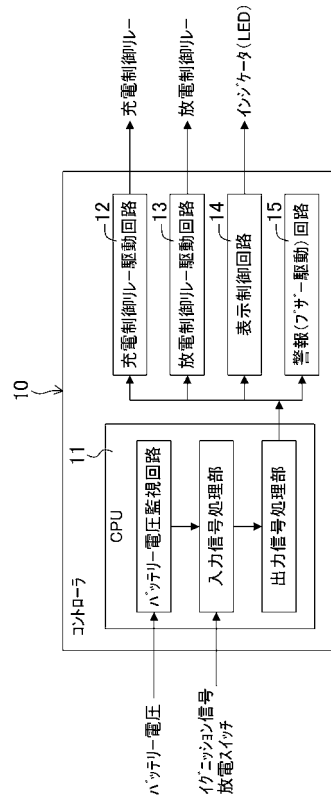 10
コントローラ
11
CPU
バッテリー電圧
バッテリー電圧監視回路
イグニッション信号
放電スイッチ
入力信号処理部
出力信号処理部
12
充電制御リレー駆動回路
充電制御リレー
13
放電制御リレー駆動回路
放電制御リレー
14
表示制御回路
インジケータ(LED)
15
警報(ブザー駆動)回路